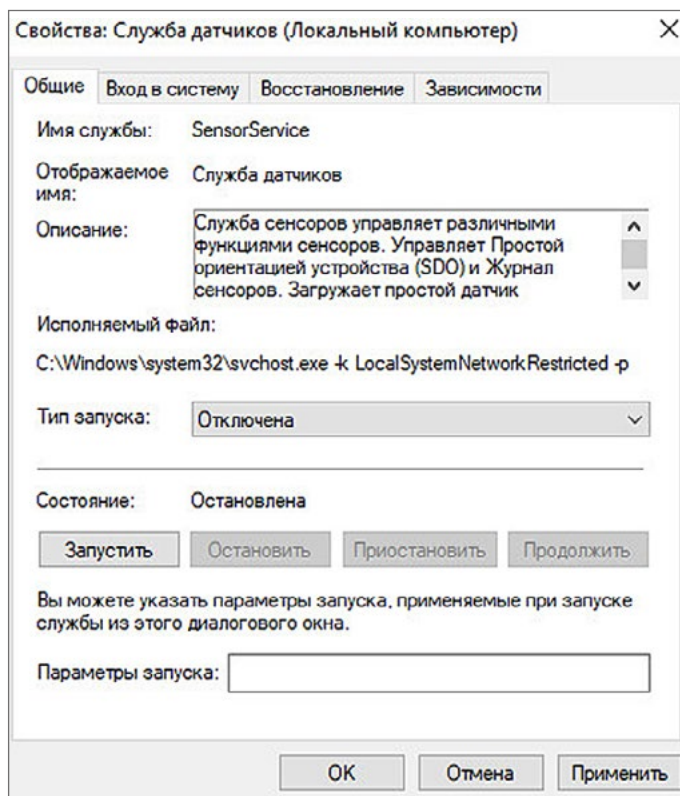 Свойства: Служба датчиков (Локальный компьютер)
Общие Вход в систему Восстановление Зависимости
Имя службы: SensorService
Отображаемое имя: Служба датчиков
Описание: Служба сенсоров управляет различными
функциями сенсоров. Управляет Простой
ориентацией устройства (SDO) и Журнал
сенсоров. Загружает простой датчик
Исполняемый файл:
C:\Windows\system32\svchost.exe -k LocalSystemNetworkRestricted -p
Тип запуска: Отключена
Состояние: Остановлена
Запустить Остановить Приостановить Продолжить
Вы можете указать параметры запуска, применяемые при запуске
службы из этого диалогового окна.
Параметры запуска:
OK Отмена Применить